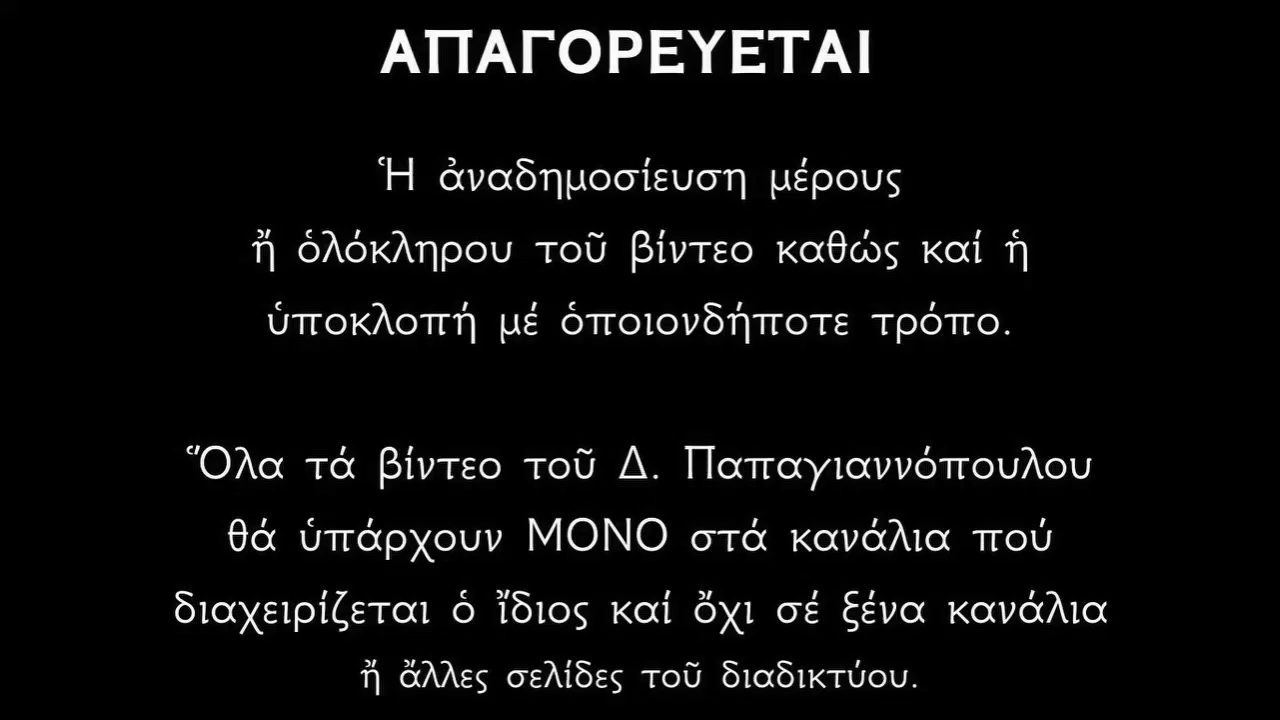 ΑΠΑΓΟΡΕΥΕΤΑΙ
Ἡ ἀναδημοσίευση μέρους
ἤ ὁλόκληρου τοῦ βίντεο καθώς καί ἡ
ὑποκλοπή μέ ὁποιονδήποτε τρόπο.
Ὅλα τά βίντεο τοῦ Δ. Παπαγιαννόπουλου
θά ὑπάρχουν ΜΟΝΟ στά κανάλια πού
διαχειρίζεται ὁ ἴδιος καί ὄχι σέ ξένα κανάλια
ἤ ἄλλες σελίδες τοῦ διαδικτύου.